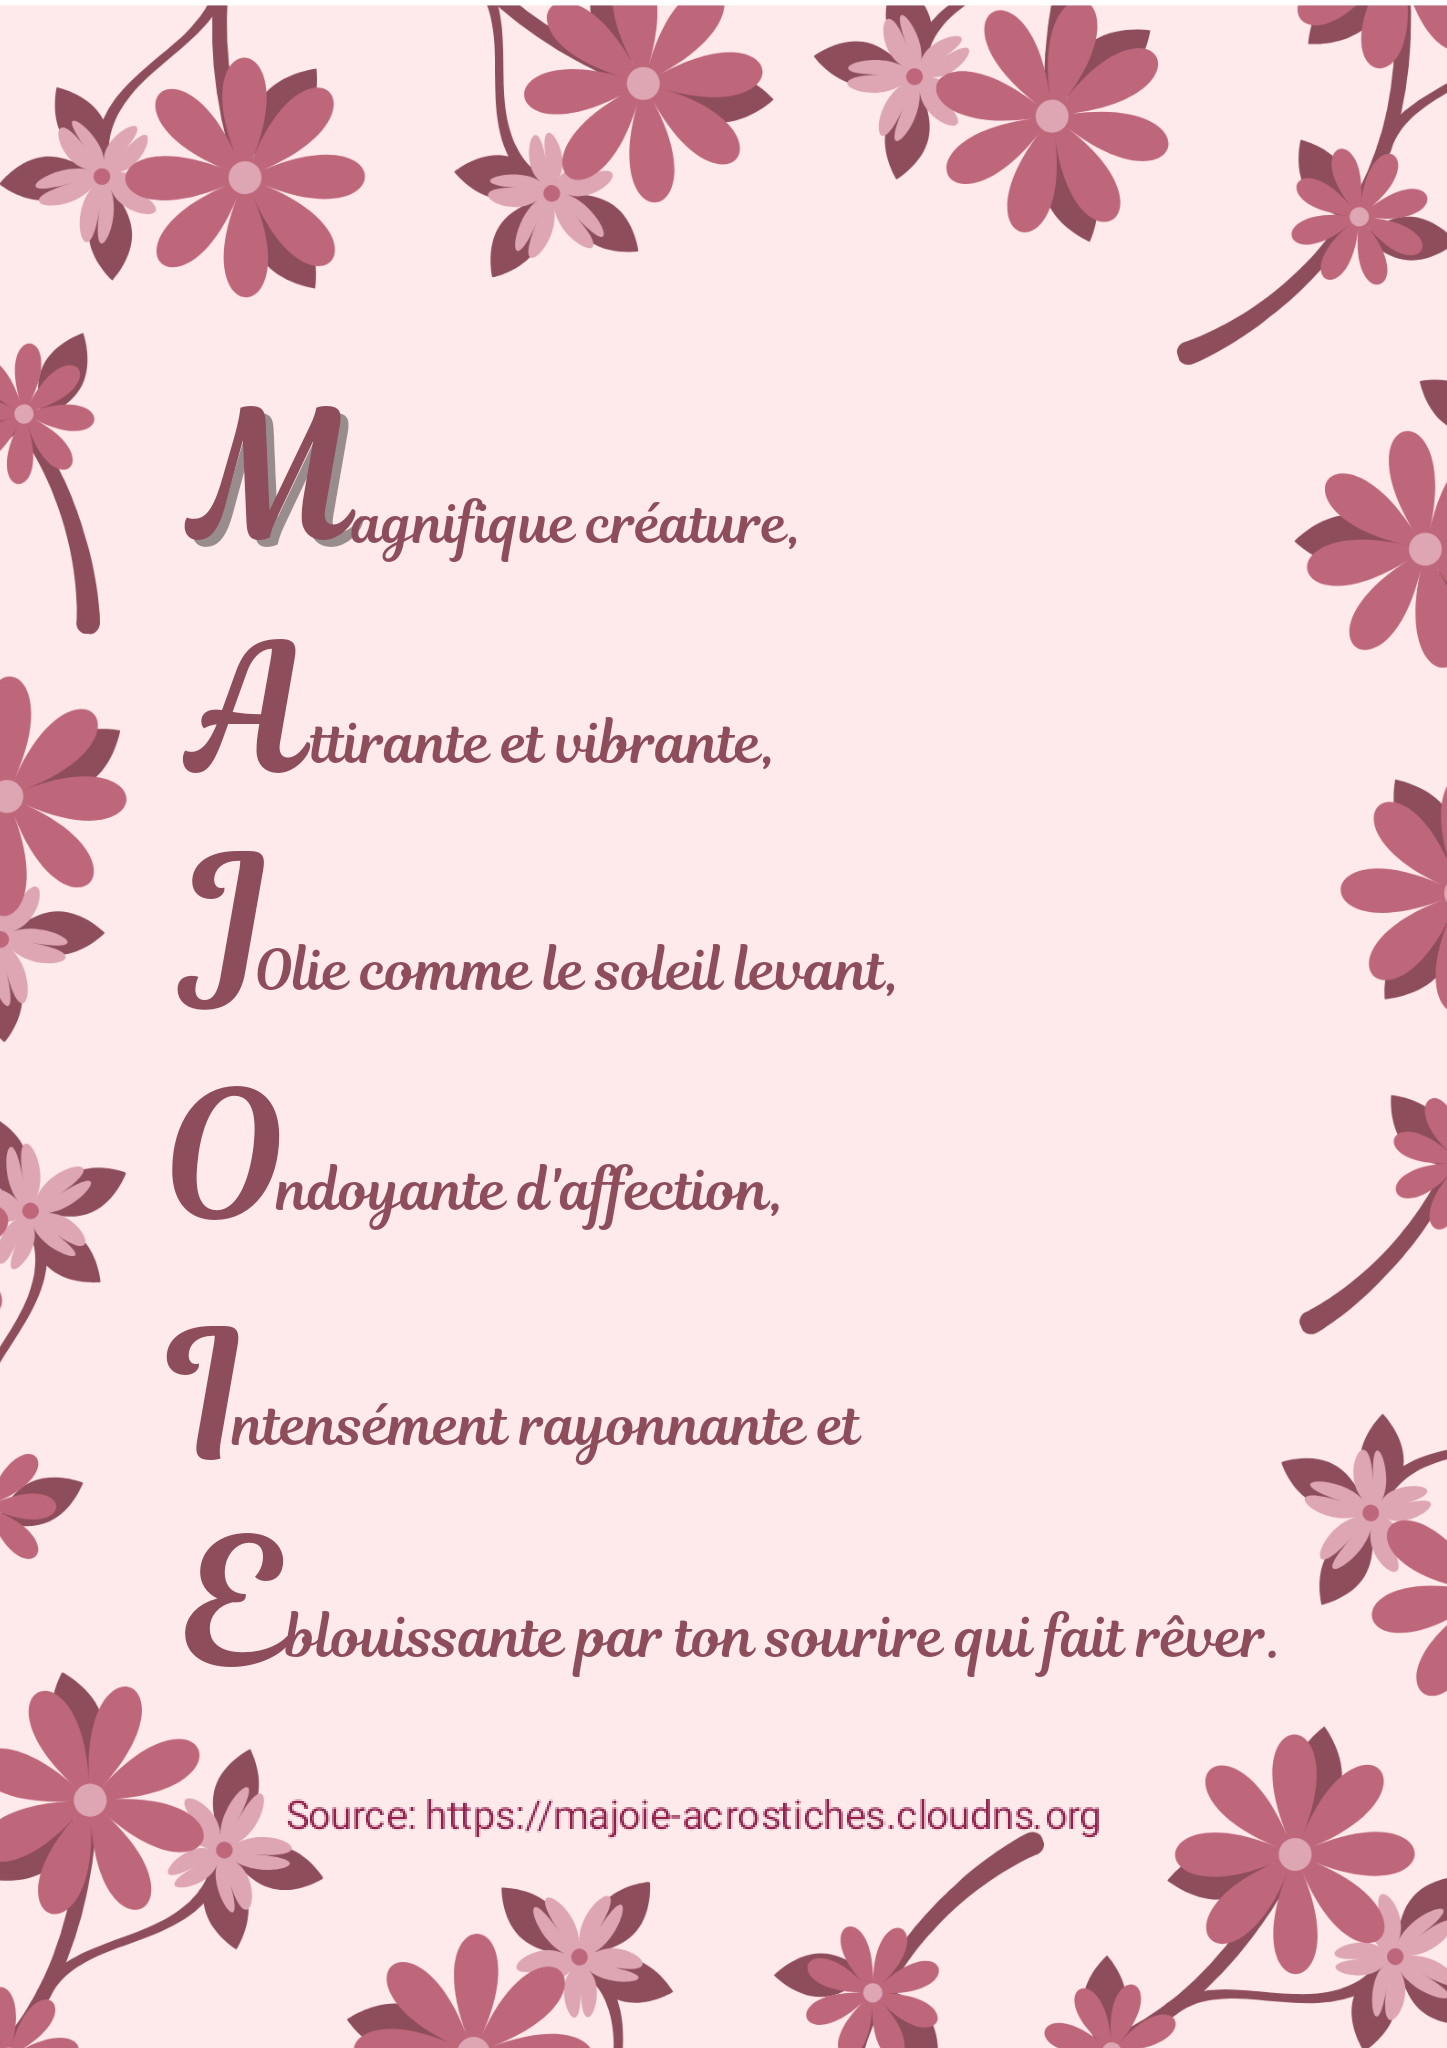 Magnifique créature,
Attirante et vibrante,
JOlie comme le soleil levant,
Ondoyante d'affection,
Intensément rayonnante et
Eblouissante par ton sourire qui fait rêver.
Source: https://majoie-acrostiches.cloudns.org